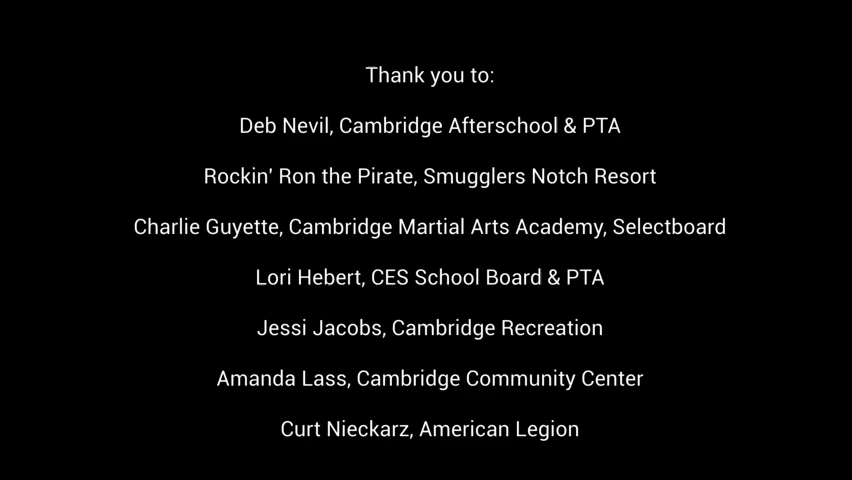 Thank you to:
Deb Nevil, Cambridge Afterschool & PTA
Rockin' Ron the Pirate, Smugglers Notch Resort
Charlie Guyette, Cambridge Martial Arts Academy, Selectboard
Lori Hebert, CES School Board & PTA
Jessi Jacobs, Cambridge Recreation
Amanda Lass, Cambridge Community Center
Curt Nieckarz, American Legion